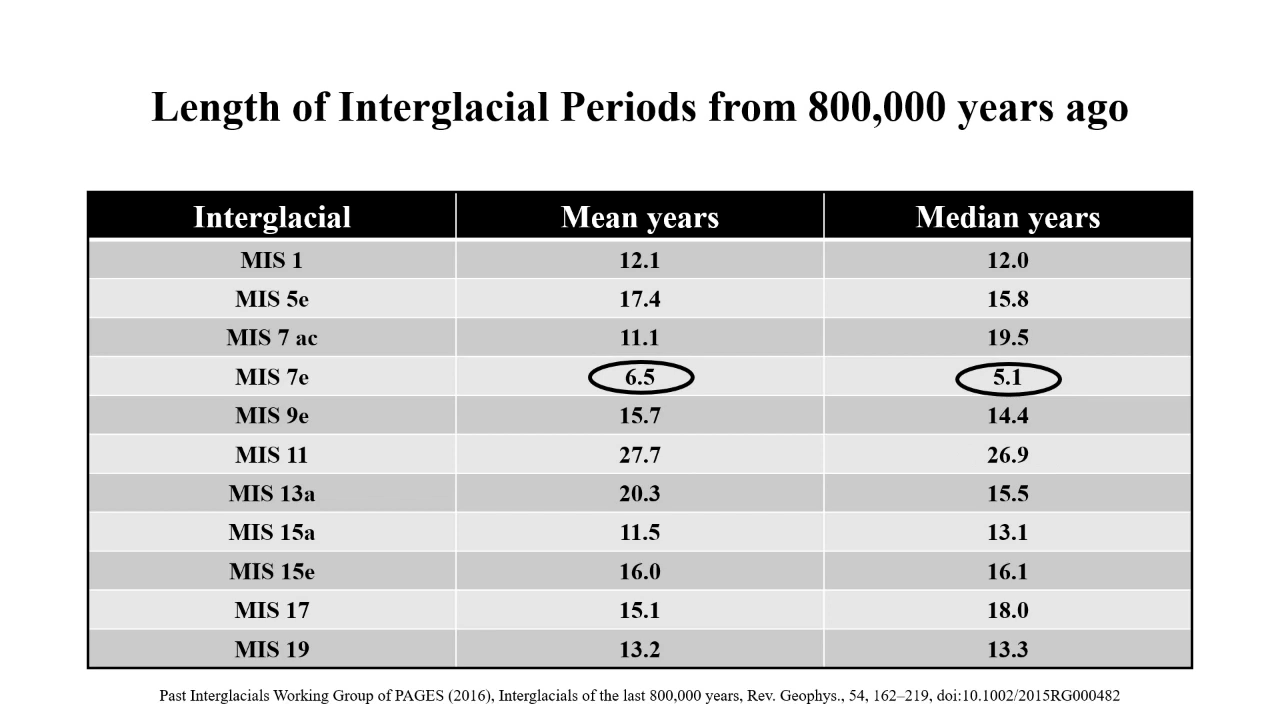 Length of Interglacial Periods from 800,000 years ago
Interglacial Mean years Median years
MIS 1 12.1 12.0
MIS 5e 17.4 15.8
MIS 7 ac 11.1 19.5
MIS 7e 6.5 5.1
MIS 9e 15.7 14.4
MIS 11 27.7 26.9
MIS 13a 20.3 15.5
MIS 15a 11.5 13.1
MIS 15e 16.0 16.1
MIS 17 15.1 18.0
MIS 19 13.2 13.3
Past Interglacials Working Group of PAGES (2016), Interglacials of the last 800,000 years, Rev. Geophys., 54, 162–219, doi:10.1002/2015RG000482